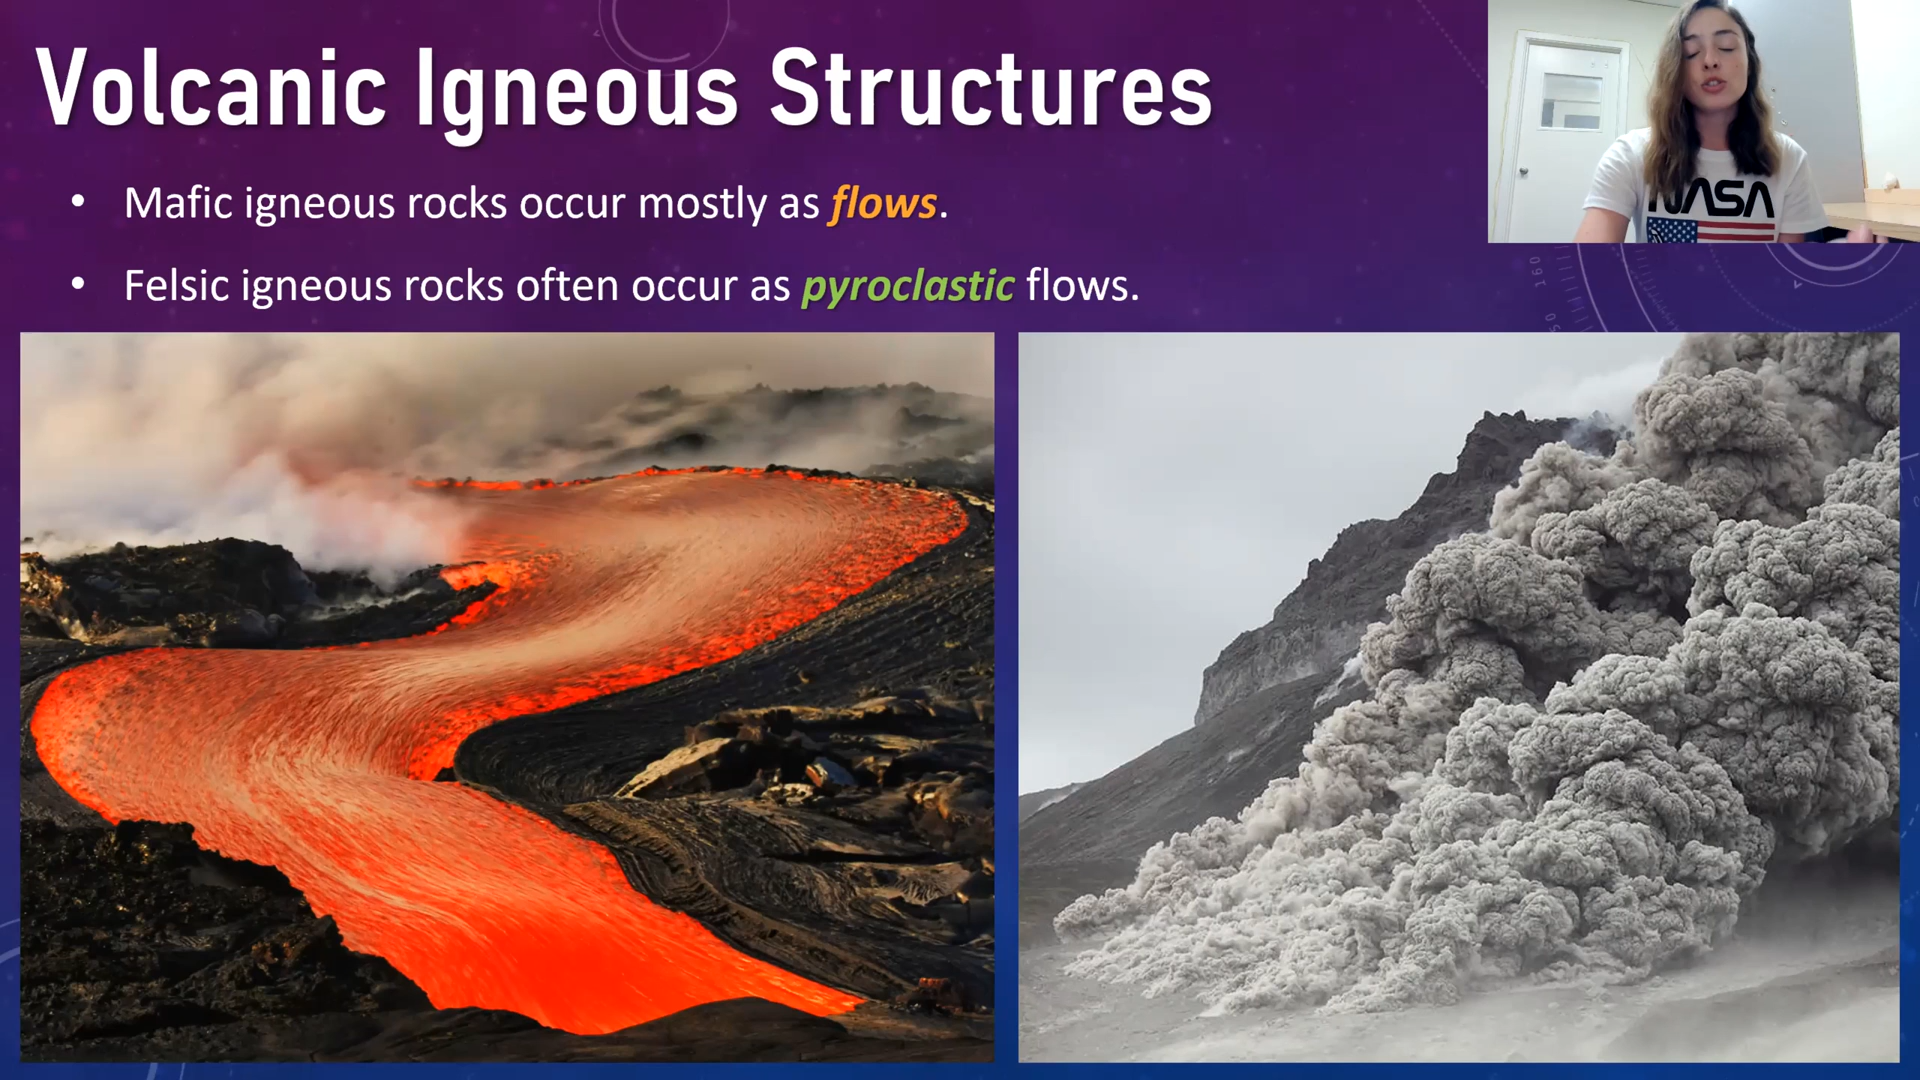 Volcanic Igneous Structures
• Mafic igneous rocks occur mostly as flows.
• Felsic igneous rocks often occur as pyroclastic flows.
NASA
160